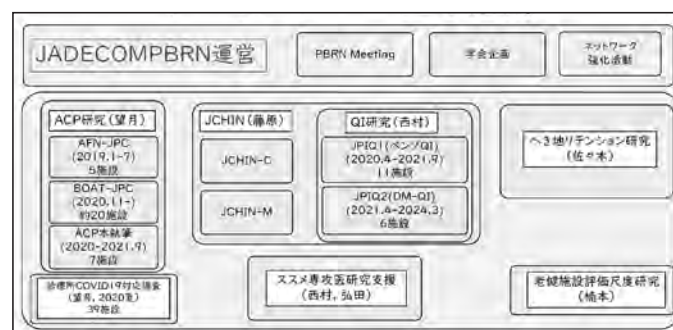 JADECOMPBRN運営
PBRN Meeting
学会企画
ネットワーク
強化活動
ACP研究(望月)
AFN-JPC
(2019.1-7)
5施設
BOAT-JPC
(2020.11-)
約20施設
ACP本執筆
(2020-2021.9)
7施設
診療所COVID19対応調査
(望月, 2020夏)
39施設
JCHIN(藤原)
JCHIN-C
JCHIN-M
QI研究(西村)
JPIQ1(ベンゾQI)
(2020.4-2021.9)
11施設
JPIQ2(DM-QI)
(2021.4-2024.3)
6施設
ススメ専攻医研究支援
(西村, 弘田)
へき地リテンション研究
(佐々木)
老健施設評価尺度研究
(楠本)